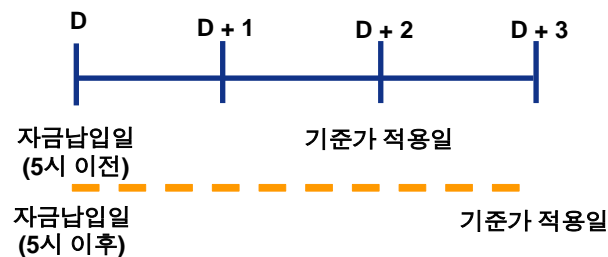 D D + 1 D + 2 D + 3
자금납입일 기준가 적용일
(5시 이전)
자금납입일 기준가 적용일
(5시 이후)